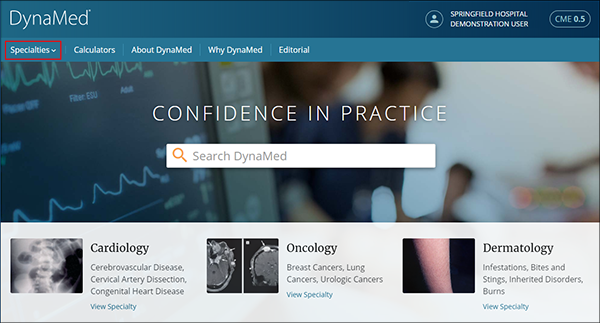 DynaMed
SPRINGFIELD HOSPITAL
DEMONSTRATION USER
CME 0.5
Specialties
Calculators
About DynaMed
Why DynaMed
Editorial
Filter ESU
Auto
CONFIDENCE IN PRACTICE
Search DynaMed
Cardiology
Cerebrovascular Disease,
Cervical Artery Dissection,
Congenital Heart Disease
View Specialty
Oncology
Breast Cancers, Lung
Cancers, Urologic Cancers
View Specialty
Dermatology
Infestations, Bites and
Stings, Inherited Disorders,
Burns
View Specialty